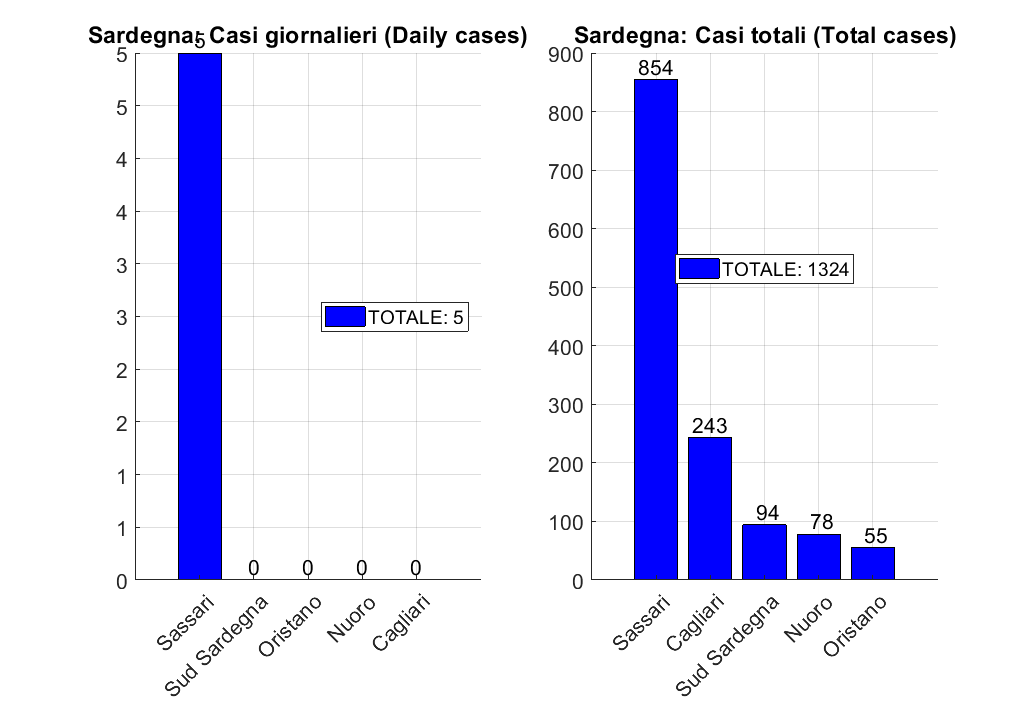 Sardegna: Casi giornalieri (Daily cases)
5
5
5
4
4
3
3
2
2
1
1
0
0
0
0
0
TOTALE: 5
Sassari
Sud Sardegna
Oristano
Nuoro
Cagliari
Sardegna: Casi totali (Total cases)
900
800
700
600
500
400
300
200
100
0
854
243
94
78
55
TOTALE: 1324
Sassari
Cagliari
Sud Sardegna
Nuoro
Oristano